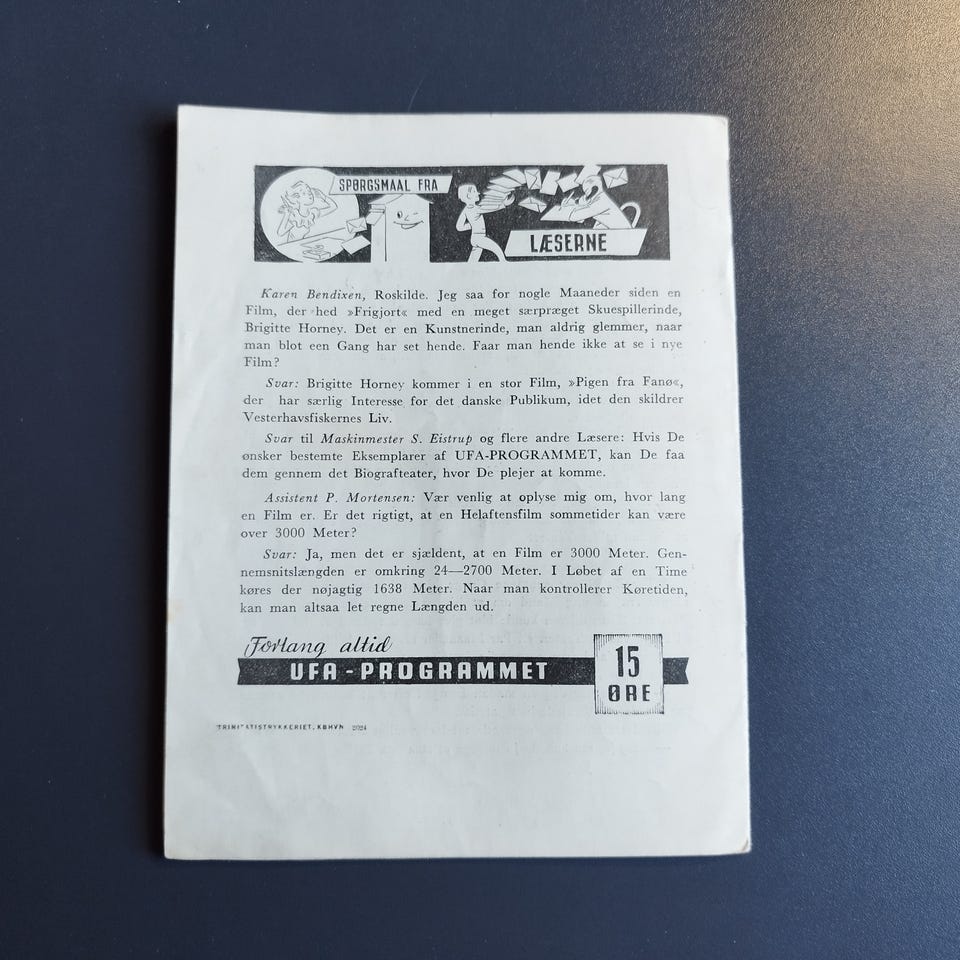 SPØRGSMAAL FRA
LÆSERNE
Karen Bendixen, Roskilde. Jeg saa for nogle Maaneder siden en
Film, der hed »Frigjort« med en meget særpræget Skuespillerinde,
Brigitte Horney. Det er en Kunstnerinde, man aldrig glemmer, naar
man blot een Gang har set hende. Faar man hende ikke at se i nye
Film?
Svar: Brigitte Horney kommer i en stor Film, »Pigen fra Fanø«,
der har særlig Interesse for det danske Publikum, idet den skildrer
Vesterhavsfiskernes Liv.
Svar til Maskinmester S. Eistrup og flere andre Læsere: Hvis De
ønsker bestemte Eksemplarer af UFA-PROGRAMMET, kan De faa
dem gennem det Biografteater, hvor De plejer at komme.
Assistent P. Mortensen: Vær venlig at oplyse mig om, hvor lang
en Film er. Er det rigtigt, at en Helaftensfilm sommetider kan være
over 3000 Meter?
Svar: Ja, men det er sjældent, at en Film er 3000 Meter. Gen-
nemsnitslængden er omkring 24—2700 Meter. I Løbet af en Time
køres der nøjagtig 1638 Meter. Naar man kontrollerer Køretiden,
kan man altsaa let regne Længden ud.
Forlang altid
UFA-PROGRAMMET
15
ØRE
TRINITATISTRYKKERIET, KBHVN 2024